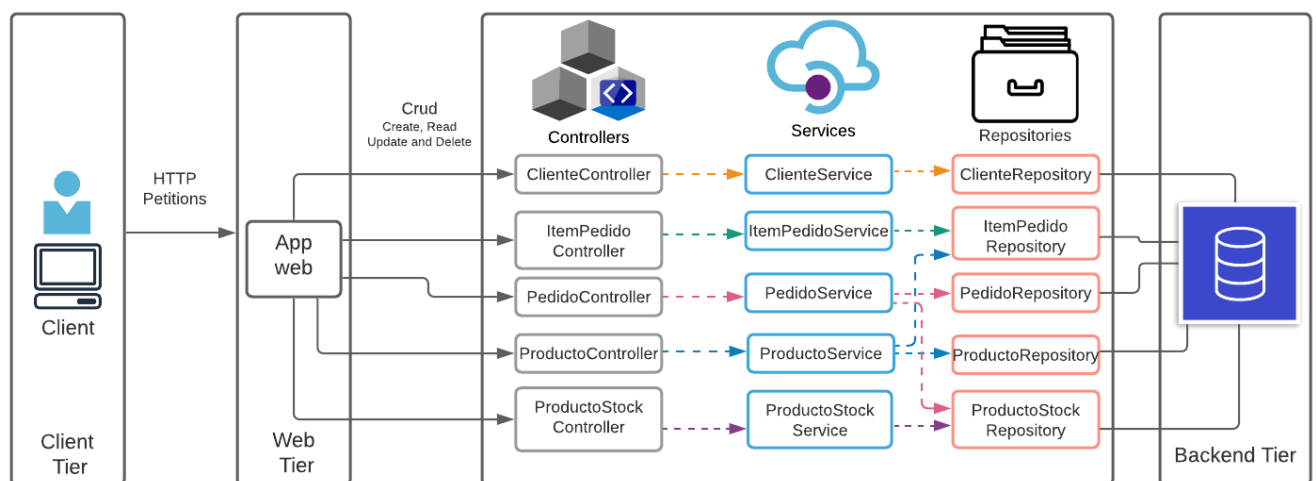 Client
Client
Tier
HTTP
Petitions
App
web
Web
Tier
Crud
Create, Read
Update and Delete
Controllers
Services
Repositories
ClienteController
ClienteService
ClienteRepository
ItemPedido
Controller
ItemPedidoService
ItemPedido
Repository
PedidoController
PedidoService
PedidoRepository
ProductoController
ProductoService
ProductoRepository
ProductoStock
Controller
ProductoStock
Service
ProductoStock
Repository
Backend Tier